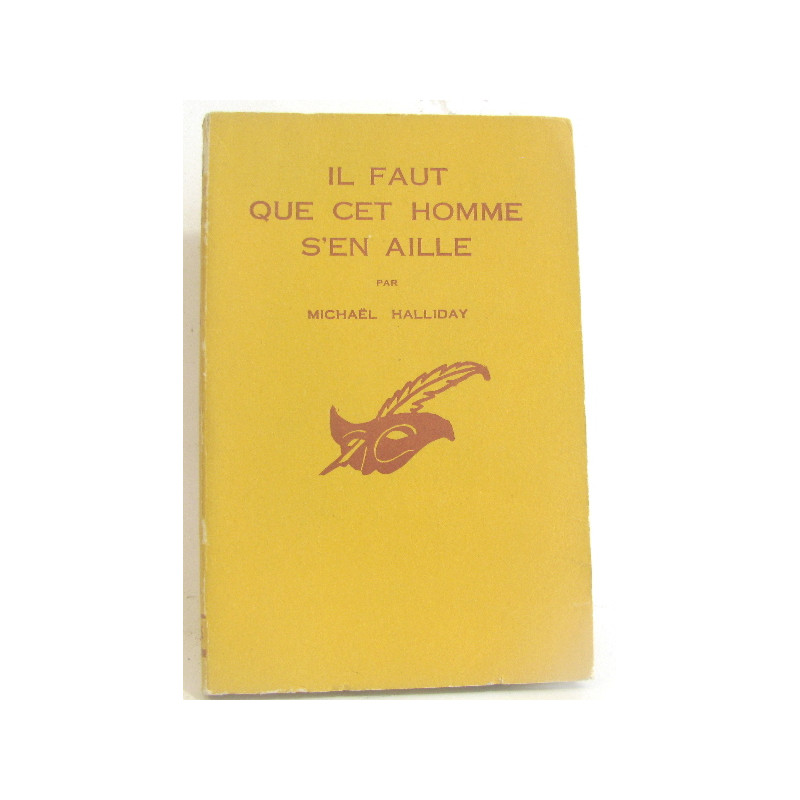 IL FAUT
QUE CET HOMME
S'EN AILLE
PAR
MICHAËL HALLIDAY